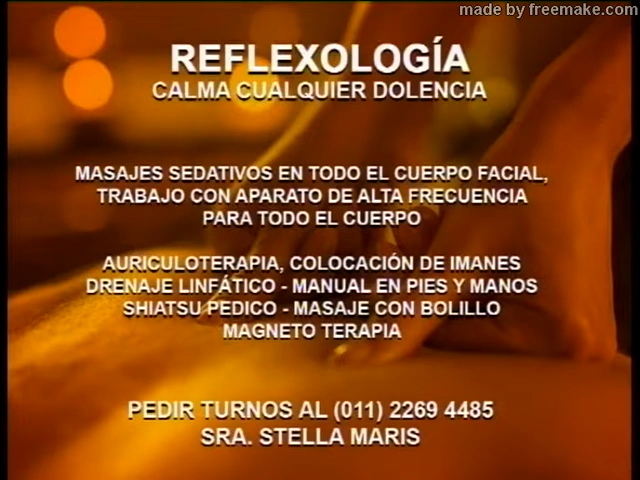 made by freemake.com
REFLEXOLOGÍA
CALMA CUALQUIER DOLENCIA
MASAJES SEDATIVOS EN TODO EL CUERPO FACIAL,
TRABAJO CON APARATO DE ALTA FRECUENCIA
PARA TODO EL CUERPO
AURICULOTERAPIA, COLOCACIÓN DE IMANES
DRENAJE LINFÁTICO - MANUAL EN PIES Y MANOS
SHIATSU PEDICO - MASAJE CON BOLILLO
MAGNETO TERAPIA
PEDIR TURNOS AL (011) 2269 4485
SRA. STELLA MARIS